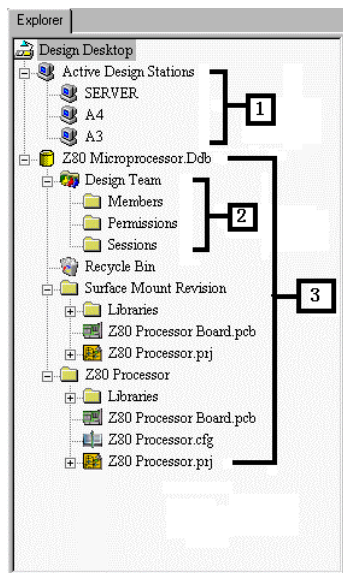 Explorer
Design Desktop
Active Design Stations
SERVER
A4
1
A3
Z80 Microprocessor.Ddb
Design Team
Members
Permissions
2
Sessions
Recycle Bin
Surface Mount Revision
3
Libraries
Z80 Processor Board.pcb
Z80 Processor.prj
Z80 Processor
Libraries
Z80 Processor Board.pcb
Z80 Processor.cfg
Z80 Processor.prj